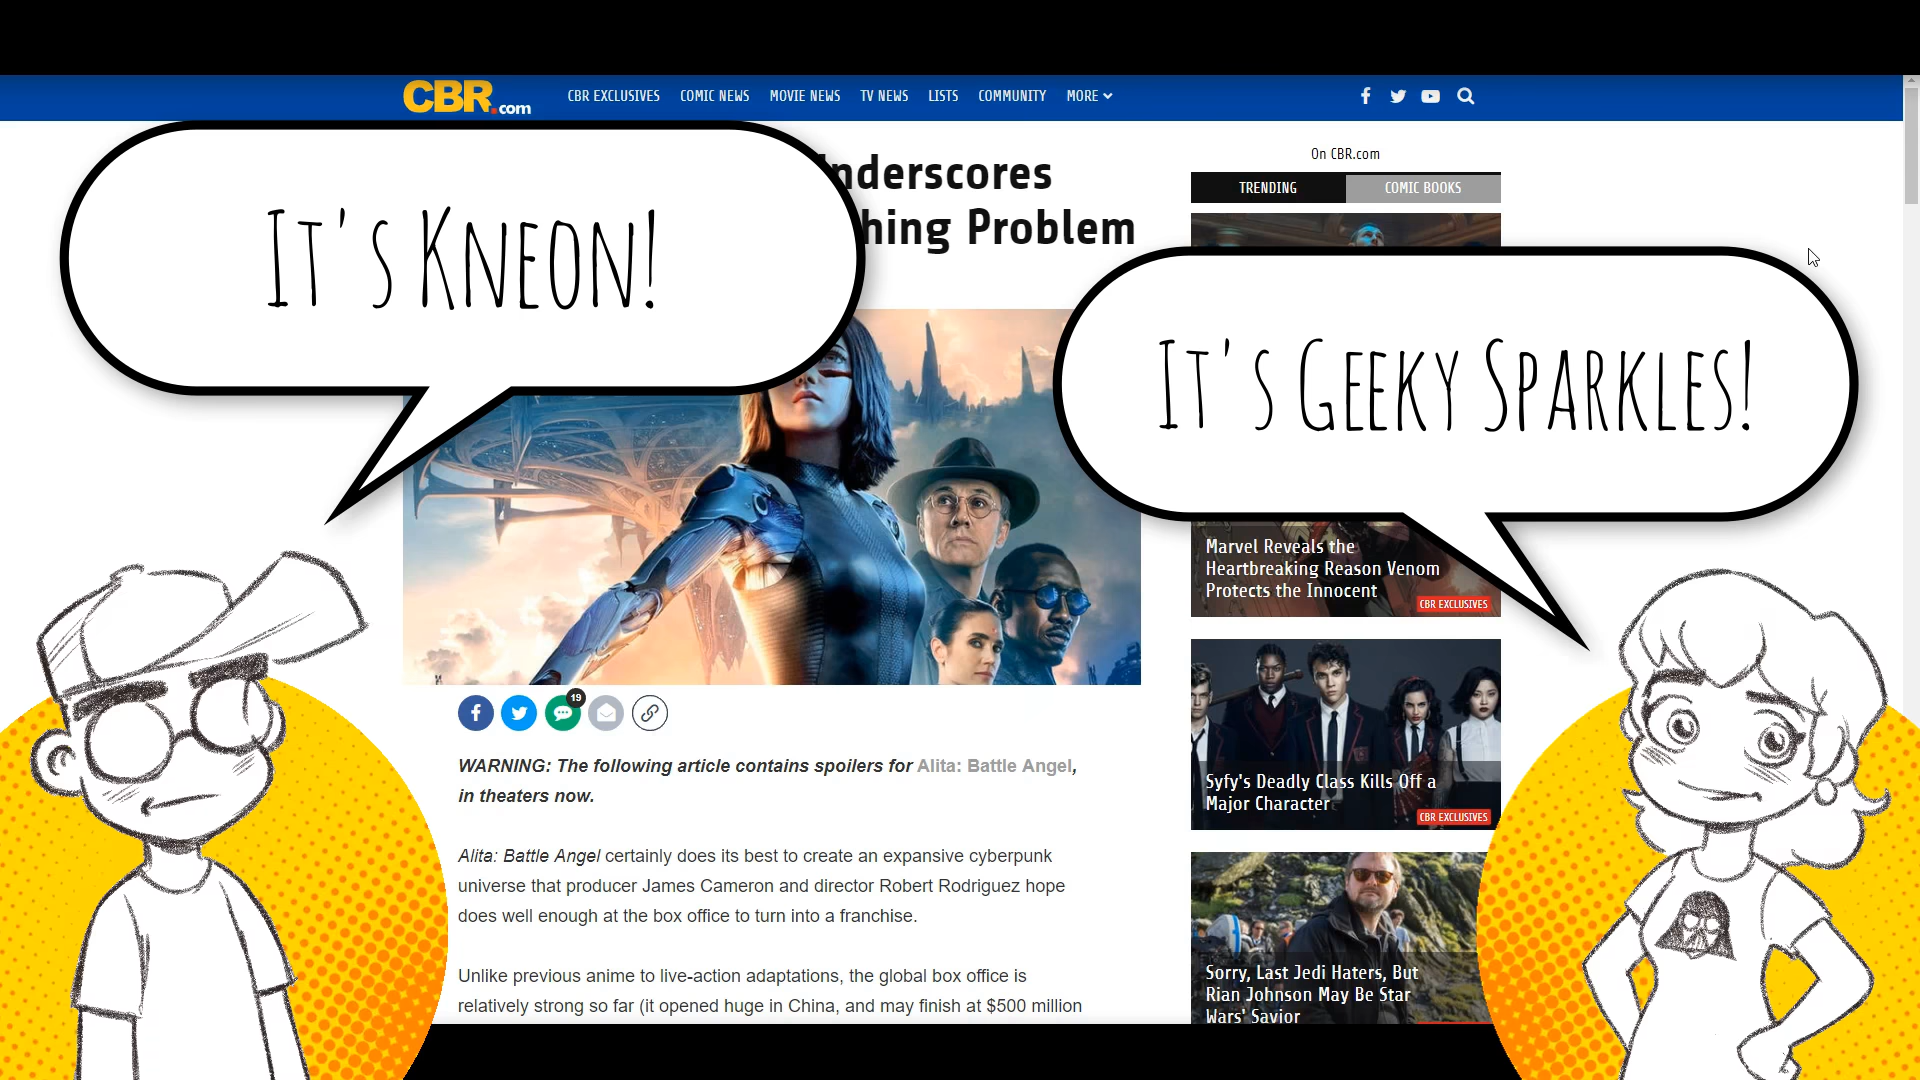 CBR.com
CBR EXCLUSIVES COMIC NEWS MOVIE NEWS TV NEWS LISTS COMMUNITY MORE
It's Kneon!
Problem
On CBR.com
TRENDING COMIC BOOKS
It's Geeky Sparkles!
Marvel Reveals the
Heartbreaking Reason Venom
Protects the Innocent
CBR EXCLUSIVES
19
WARNING: The following article contains spoilers for Alita: Battle Angel,
in theaters now.
Alita: Battle Angel certainly does its best to create an expansive cyberpunk
universe that producer James Cameron and director Robert Rodriguez hope
does well enough at the box office to turn into a franchise.
Unlike previous anime to live-action adaptations, the global box office is
relatively strong so far (it opened huge in China, and may finish at $500 million
Syfy's Deadly Class Kills Off a
Major Character
CBR EXCLUSIVES
Sorry, Last Jedi Haters, But
Rian Johnson May Be Star
Wars' Savior